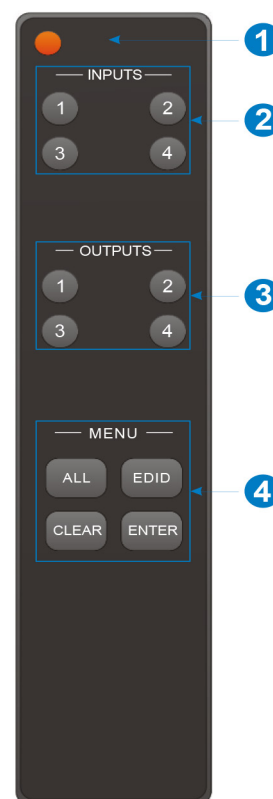 1
INPUTS
2
1 2
3 4
OUTPUTS
3
1 2
3 4
MENU
ALL EDID
4
CLEAR ENTER